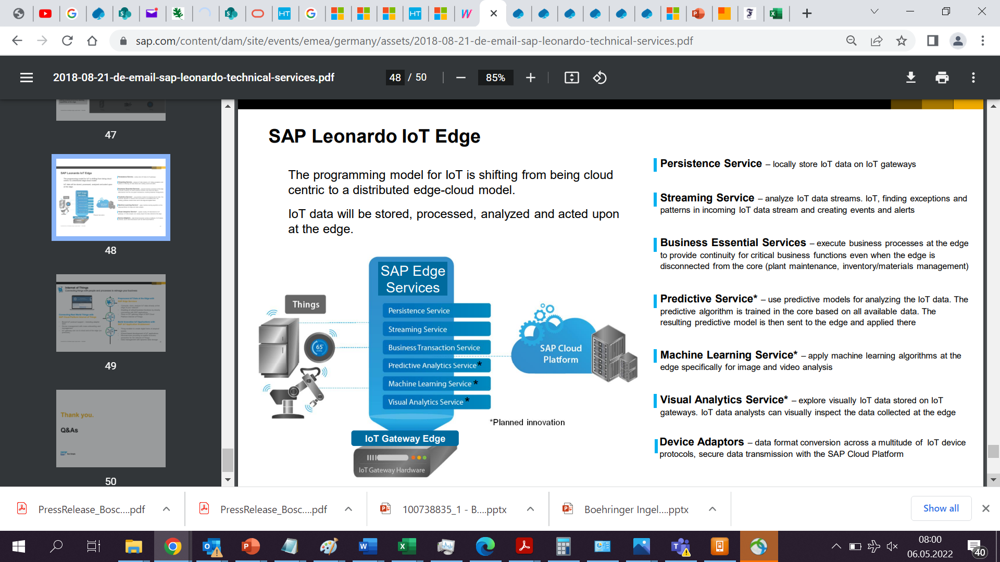 sap.com/content/dam/site/events/emea/germany/assets/2018-08-21-de-email-sap-leonardo-technical-services.pdf
2018-08-21-de-email-sap-leonardo-technical-services.pdf
48 / 50
85%
47
48
49
Thank you.
Q&As
50
SAP Leonardo IoT Edge
The programming model for IoT is shifting from being cloud
centric to a distributed edge-cloud model.
IoT data will be stored, processed, analyzed and acted upon
at the edge.
SAP Edge
Services
Things
65°
Persistence Service
Streaming Service
Business Transaction Service
Predictive Analytics Service*
Machine Learning Service *
Visual Analytics Service *
SAP Cloud
Platform
*Planned innovation
IoT Gateway Edge
IoT Gateway Hardware
Persistence Service – locally store IoT data on IoT gateways
Streaming Service – analyze IoT data streams. IoT, finding exceptions and
patterns in incoming IoT data stream and creating events and alerts
Business Essential Services – execute business processes at the edge
to provide continuity for critical business functions even when the edge is
disconnected from the core (plant maintenance, inventory/materials management)
Predictive Service* – use predictive models for analyzing the IoT data. The
predictive algorithm is trained in the core based on all available data. The
resulting predictive model is then sent to the edge and applied there
Machine Learning Service* – apply machine learning algorithms at the
edge specifically for image and video analysis
Visual Analytics Service* – explore visually IoT data stored on IoT
gateways. IoT data analysts can visually inspect the data collected at the edge
Device Adaptors – data format conversion across a multitude of IoT device
protocols, secure data transmission with the SAP Cloud Platform
PressRelease_Bosc....pdf
PressRelease_Bosc....pdf
100738835_1 - B....pptx
Boehringer Ingel....pptx
Show all
08:00
06.05.2022
40